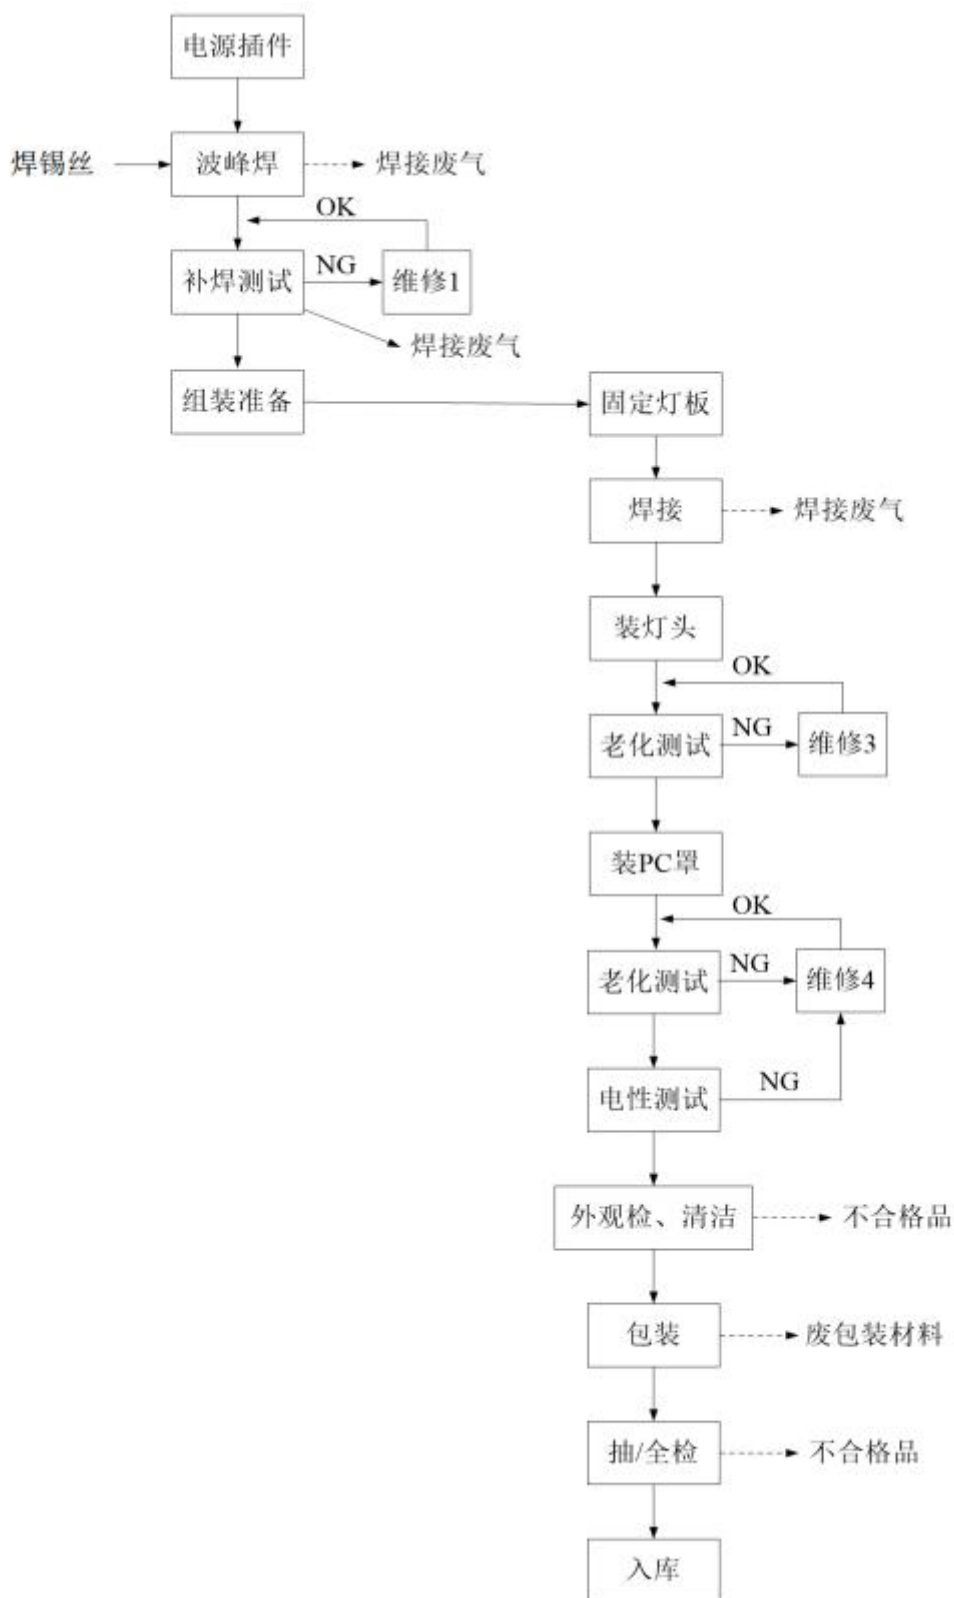 电源插件
焊锡丝
波峰焊
焊接废气
OK
补焊测试
NG
维修1
焊接废气
组装准备
固定灯板
焊接
焊接废气
装灯头
OK
老化测试
NG
维修3
装PC罩
OK
老化测试
NG
维修4
电性测试
NG
外观检、清洁
不合格品
包装
废包装材料
抽/全检
不合格品
入库